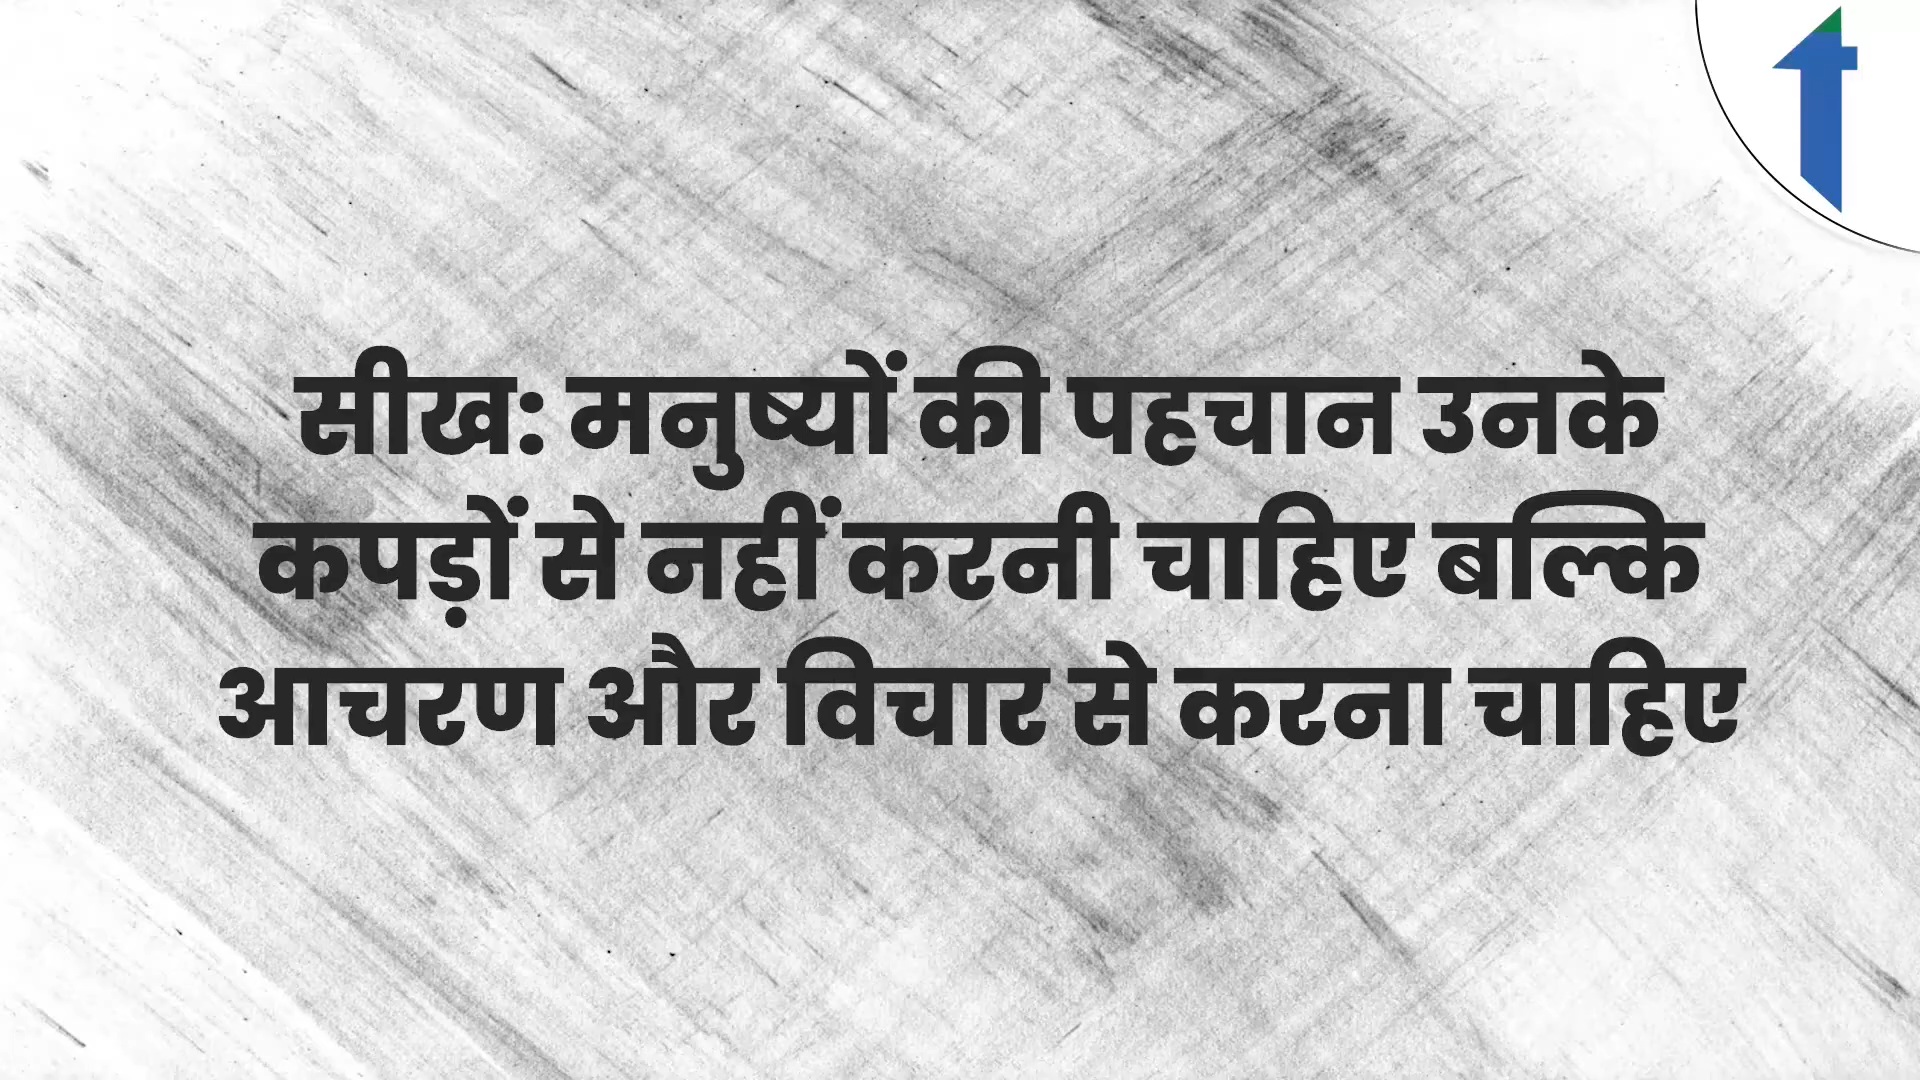 सीख: मनुष्यों की पहचान उनके
कपड़ों से नहीं करनी चाहिए बल्कि
आचरण और विचार से करना चाहिए